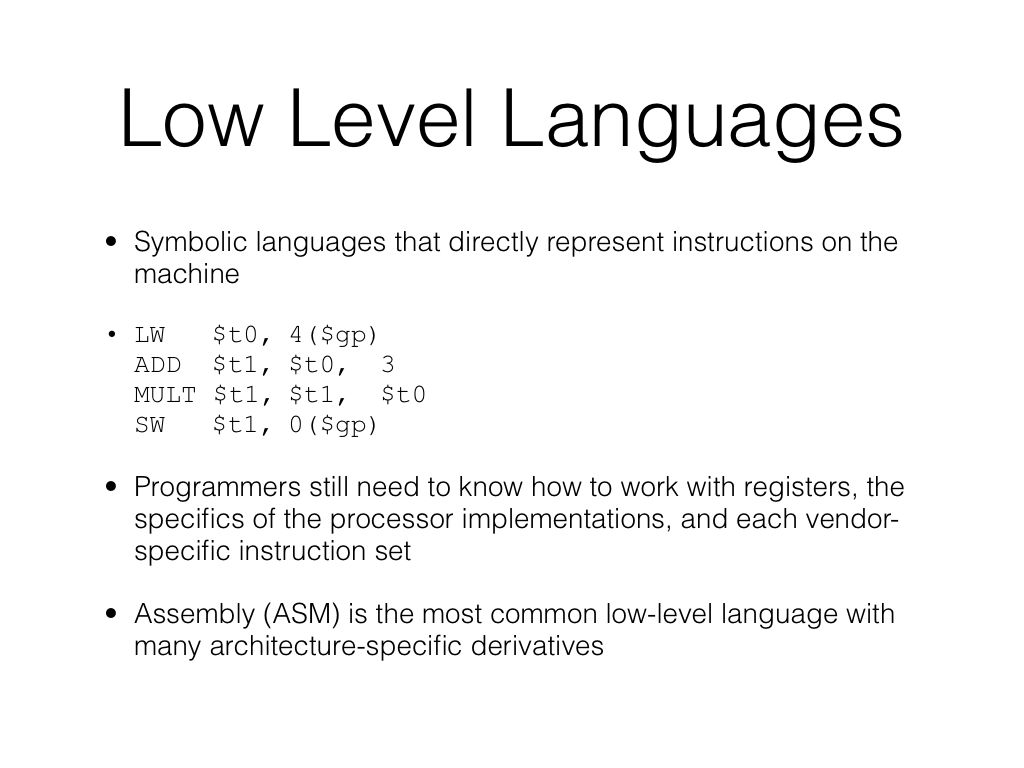 Low Level Languages
• Symbolic languages that directly represent instructions on the
machine
• LW   $t0, 4($gp)
ADD  $t1, $t0,  3
MULT $t1, $t1,  $t0
SW   $t1, 0($gp)
• Programmers still need to know how to work with registers, the
specifics of the processor implementations, and each vendor-
specific instruction set
• Assembly (ASM) is the most common low-level language with
many architecture-specific derivatives